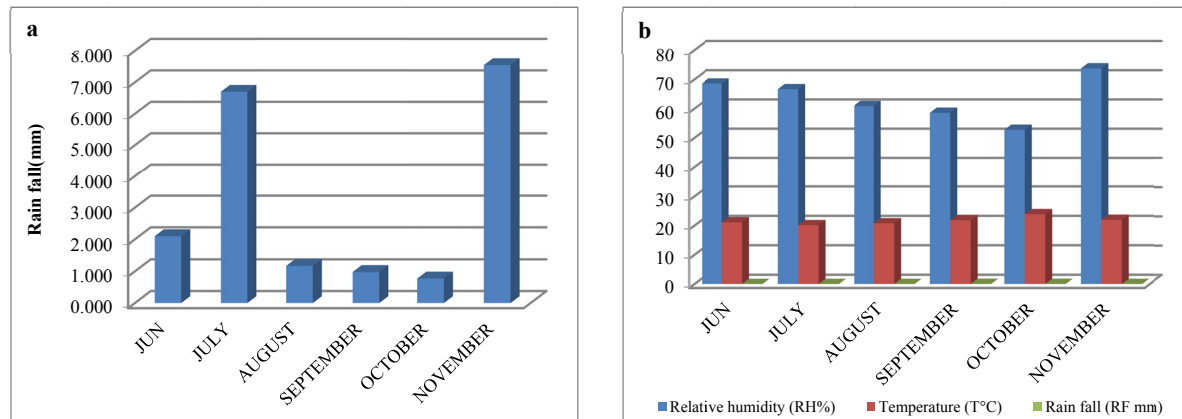 a
Rain fall(mm)
8.000
7.000
6.000
5.000
4.000
3.000
2.000
1.000
0.000
JUN
JULY
AUGUST
SEPTEMBER
OCTOBER
NOVEMBER
b
80
70
60
50
40
30
20
10
0
JUN
JULY
AUGUST
SEPTEMBER
OCTOBER
NOVEMBER
Relative humidity (RH%) Temperature (T°C) Rain fall (RF mm)